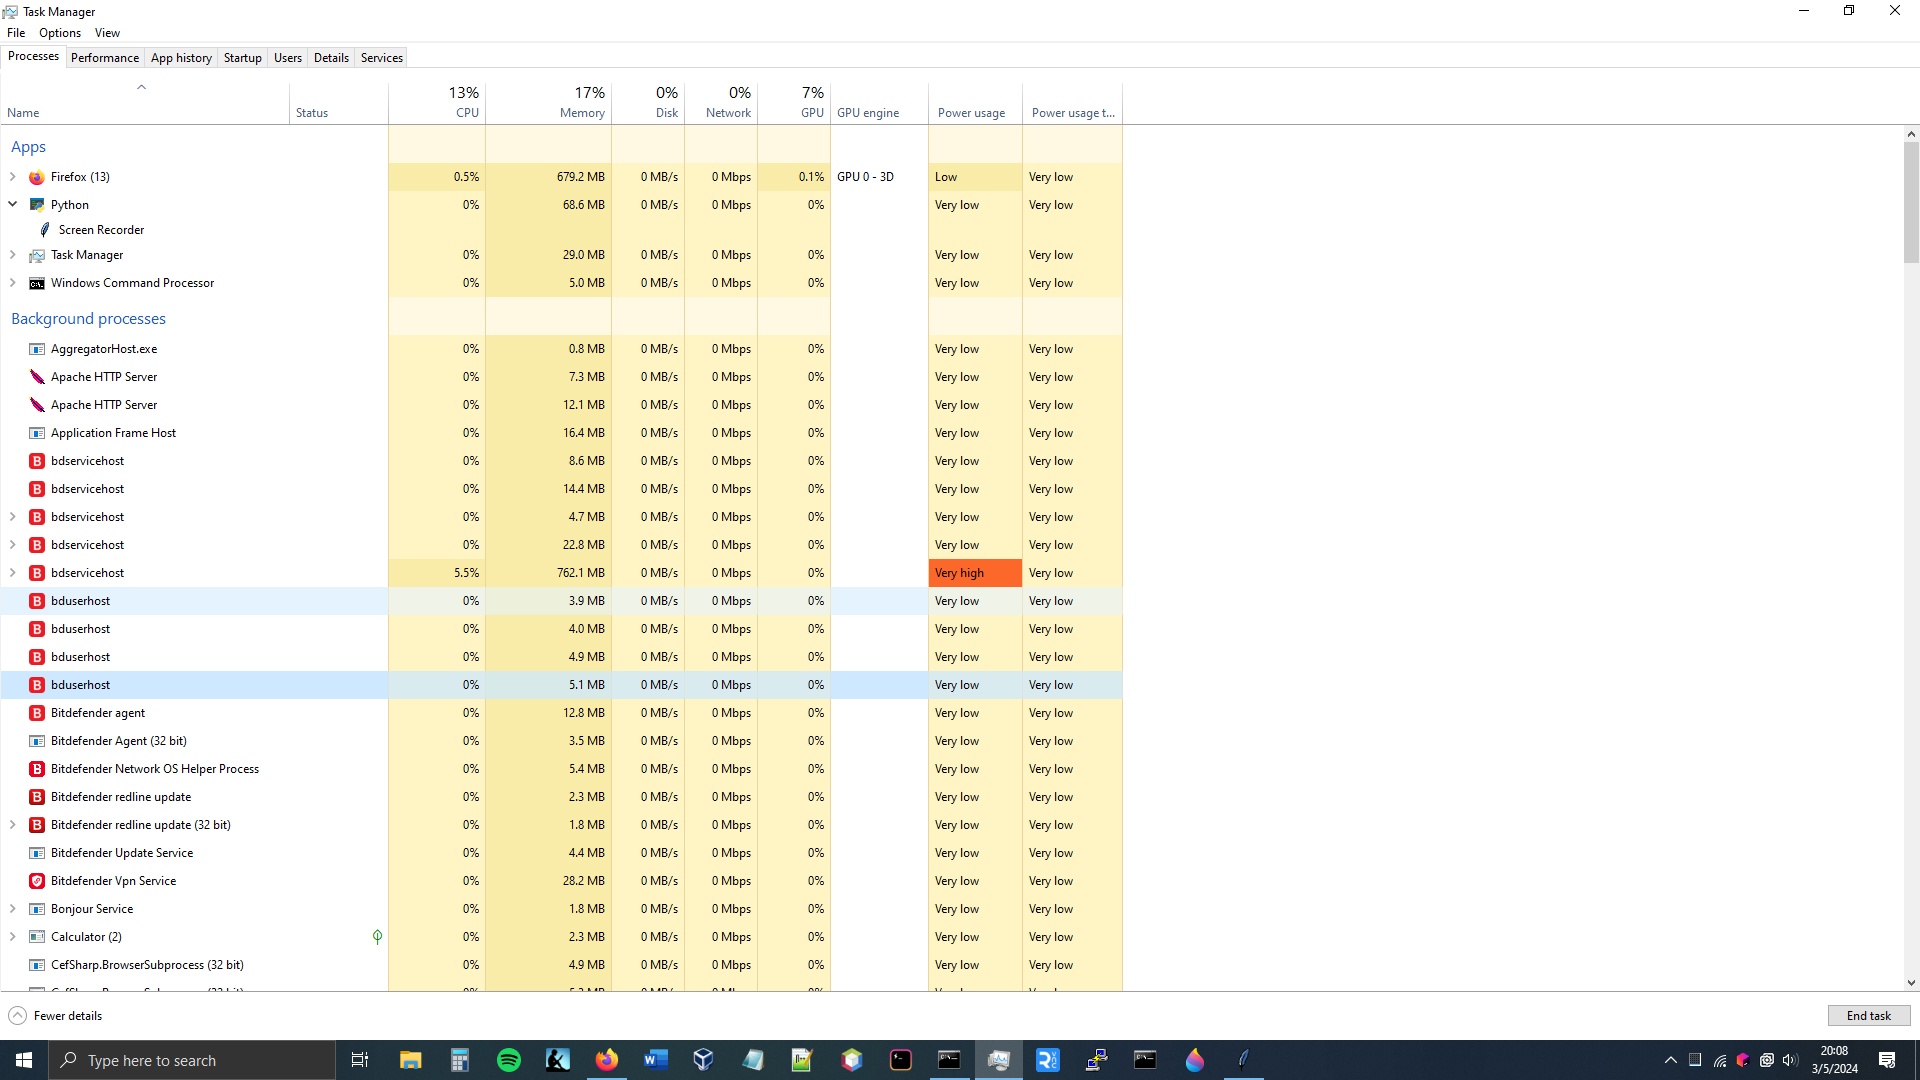 Task Manager
File Options View
Processes Performance App history Startup Users Details Services
13% 17% 0% 0% 7%
Name Status CPU Memory Disk Network GPU GPU engine Power usage Power usage t...
Apps
Firefox (13) 0.5% 679.2 MB 0 MB/s 0 Mbps 0.1% GPU 0 - 3D Low Very low
Python 0% 68.6 MB 0 MB/s 0 Mbps 0% Very low Very low
Screen Recorder
Task Manager 0% 29.0 MB 0 MB/s 0 Mbps 0% Very low Very low
Windows Command Processor 0% 5.0 MB 0 MB/s 0 Mbps 0% Very low Very low
Background processes
AggregatorHost.exe 0% 0.8 MB 0 MB/s 0 Mbps 0% Very low Very low
Apache HTTP Server 0% 7.3 MB 0 MB/s 0 Mbps 0% Very low Very low
Apache HTTP Server 0% 12.1 MB 0 MB/s 0 Mbps 0% Very low Very low
Application Frame Host 0% 16.4 MB 0 MB/s 0 Mbps 0% Very low Very low
bdservicehost 0% 8.6 MB 0 MB/s 0 Mbps 0% Very low Very low
bdservicehost 0% 14.4 MB 0 MB/s 0 Mbps 0% Very low Very low
bdservicehost 0% 4.7 MB 0 MB/s 0 Mbps 0% Very low Very low
bdservicehost 0% 22.8 MB 0 MB/s 0 Mbps 0% Very low Very low
bdservicehost 5.5% 762.1 MB 0 MB/s 0 Mbps 0% Very high Very low
bduserhost 0% 3.9 MB 0 MB/s 0 Mbps 0% Very low Very low
bduserhost 0% 4.0 MB 0 MB/s 0 Mbps 0% Very low Very low
bduserhost 0% 4.9 MB 0 MB/s 0 Mbps 0% Very low Very low
bduserhost 0% 5.1 MB 0 MB/s 0 Mbps 0% Very low Very low
Bitdefender agent 0% 12.8 MB 0 MB/s 0 Mbps 0% Very low Very low
Bitdefender Agent (32 bit) 0% 3.5 MB 0 MB/s 0 Mbps 0% Very low Very low
Bitdefender Network OS Helper Process 0% 5.4 MB 0 MB/s 0 Mbps 0% Very low Very low
Bitdefender redline update 0% 2.3 MB 0 MB/s 0 Mbps 0% Very low Very low
Bitdefender redline update (32 bit) 0% 1.8 MB 0 MB/s 0 Mbps 0% Very low Very low
Bitdefender Update Service 0% 4.4 MB 0 MB/s 0 Mbps 0% Very low Very low
Bitdefender Vpn Service 0% 28.2 MB 0 MB/s 0 Mbps 0% Very low Very low
Bonjour Service 0% 1.8 MB 0 MB/s 0 Mbps 0% Very low Very low
Calculator (2) 0% 2.3 MB 0 MB/s 0 Mbps 0% Very low Very low
CefSharp.BrowserSubprocess (32 bit) 0% 4.9 MB 0 MB/s 0 Mbps 0% Very low Very low
Fewer details End task
Type here to search
20:08
3/5/2024